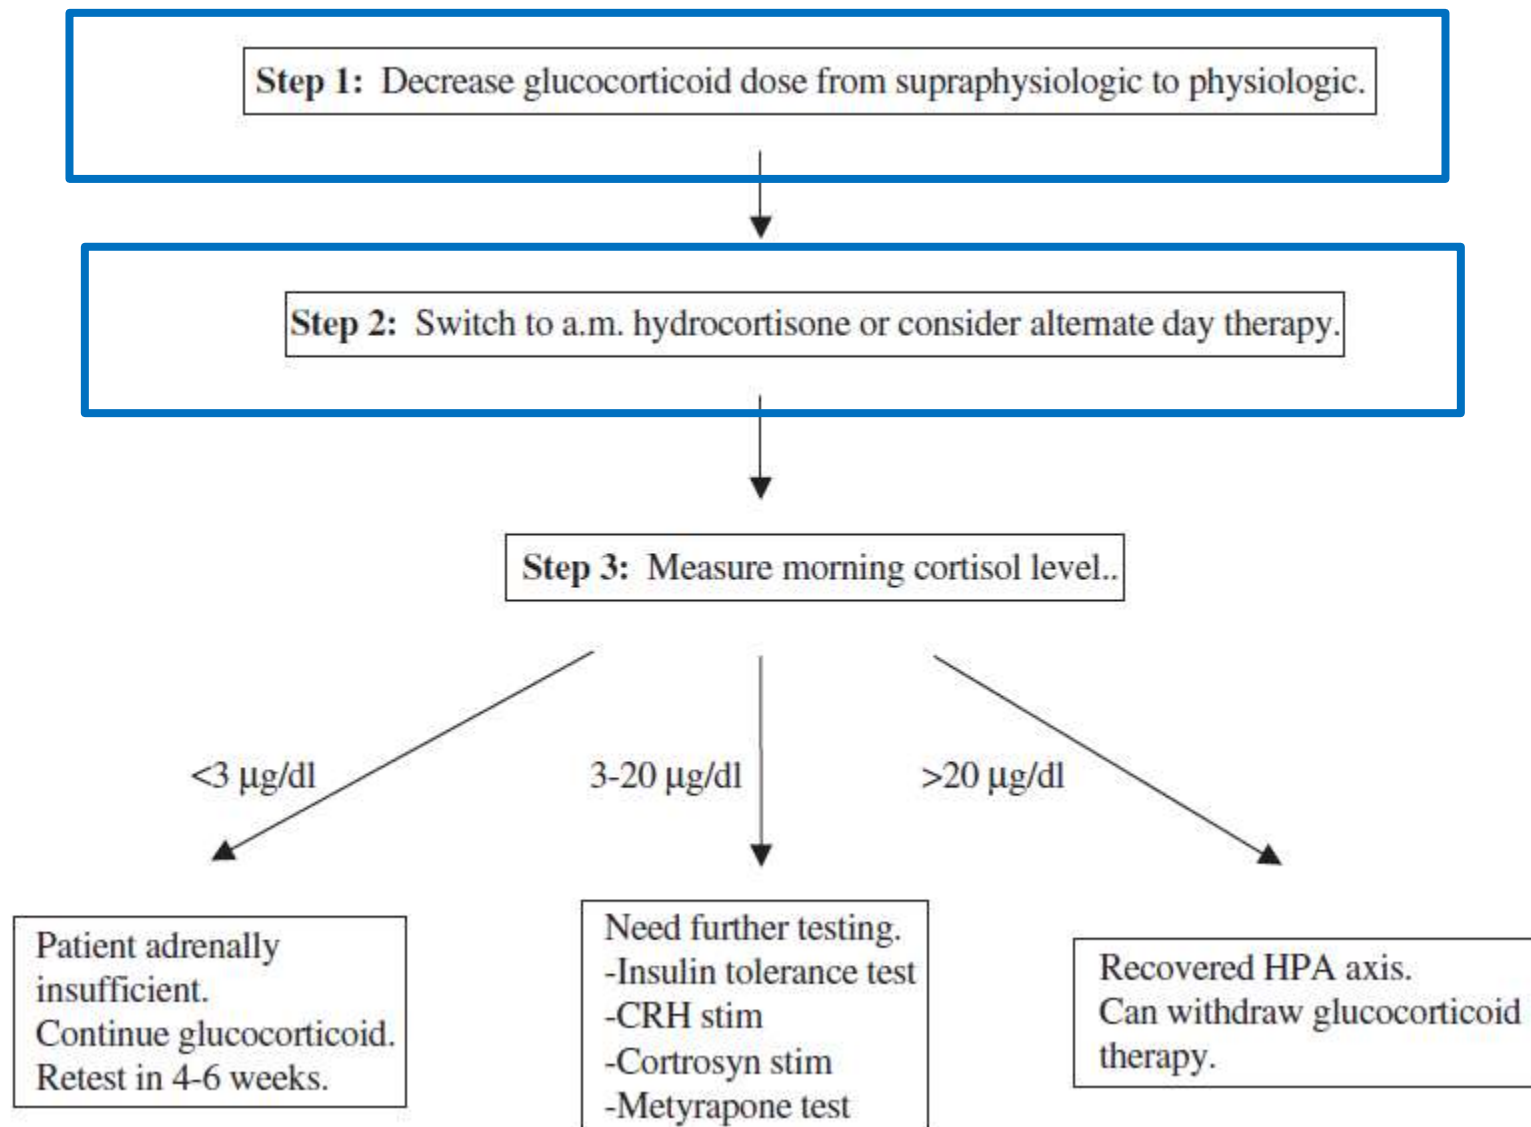 Step 1: Decrease glucocorticoid dose from supraphysiologic to physiologic.
Step 2: Switch to a.m. hydrocortisone or consider alternate day therapy.
Step 3: Measure morning cortisol level..
<3 μg/dl
3-20 μg/dl
>20 μg/dl
Patient adrenally
insufficient.
Continue glucocorticoid.
Retest in 4-6 weeks.
Need further testing.
-Insulin tolerance test
-CRH stim
-Cortrosyn stim
-Metyrapone test
Recovered HPA axis.
Can withdraw glucocorticoid
therapy.